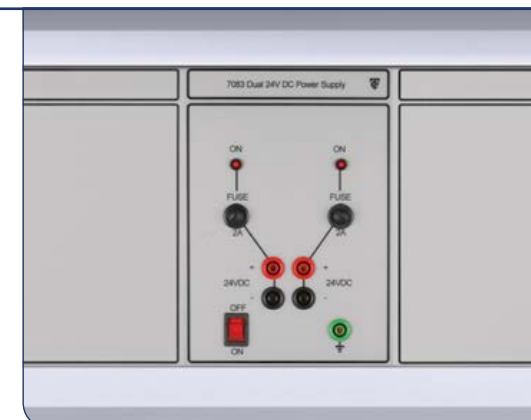 7083 Dual 24V DC Power Supply
ON ON
FUSE FUSE
2A 2A
+ +
24VDC 24VDC
- -
OFF
ON